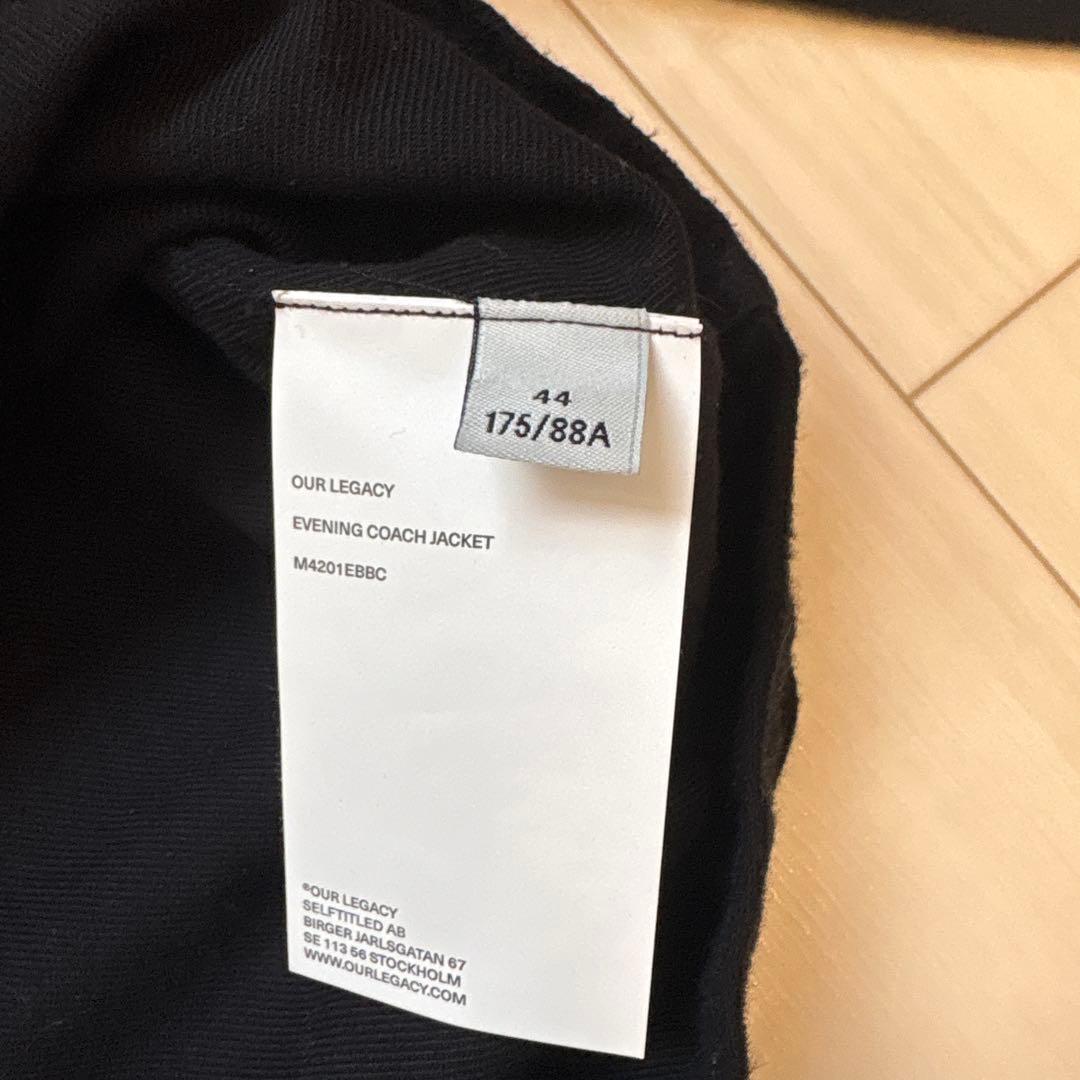 44
175/88A
OUR LEGACY
EVENING COACH JACKET
M4201EBBC
®OUR LEGACY
SELFTITLED AB
BIRGER JARLSGATAN 67
SE 113 56 STOCKHOLM
WWW.OURLEGACY.COM